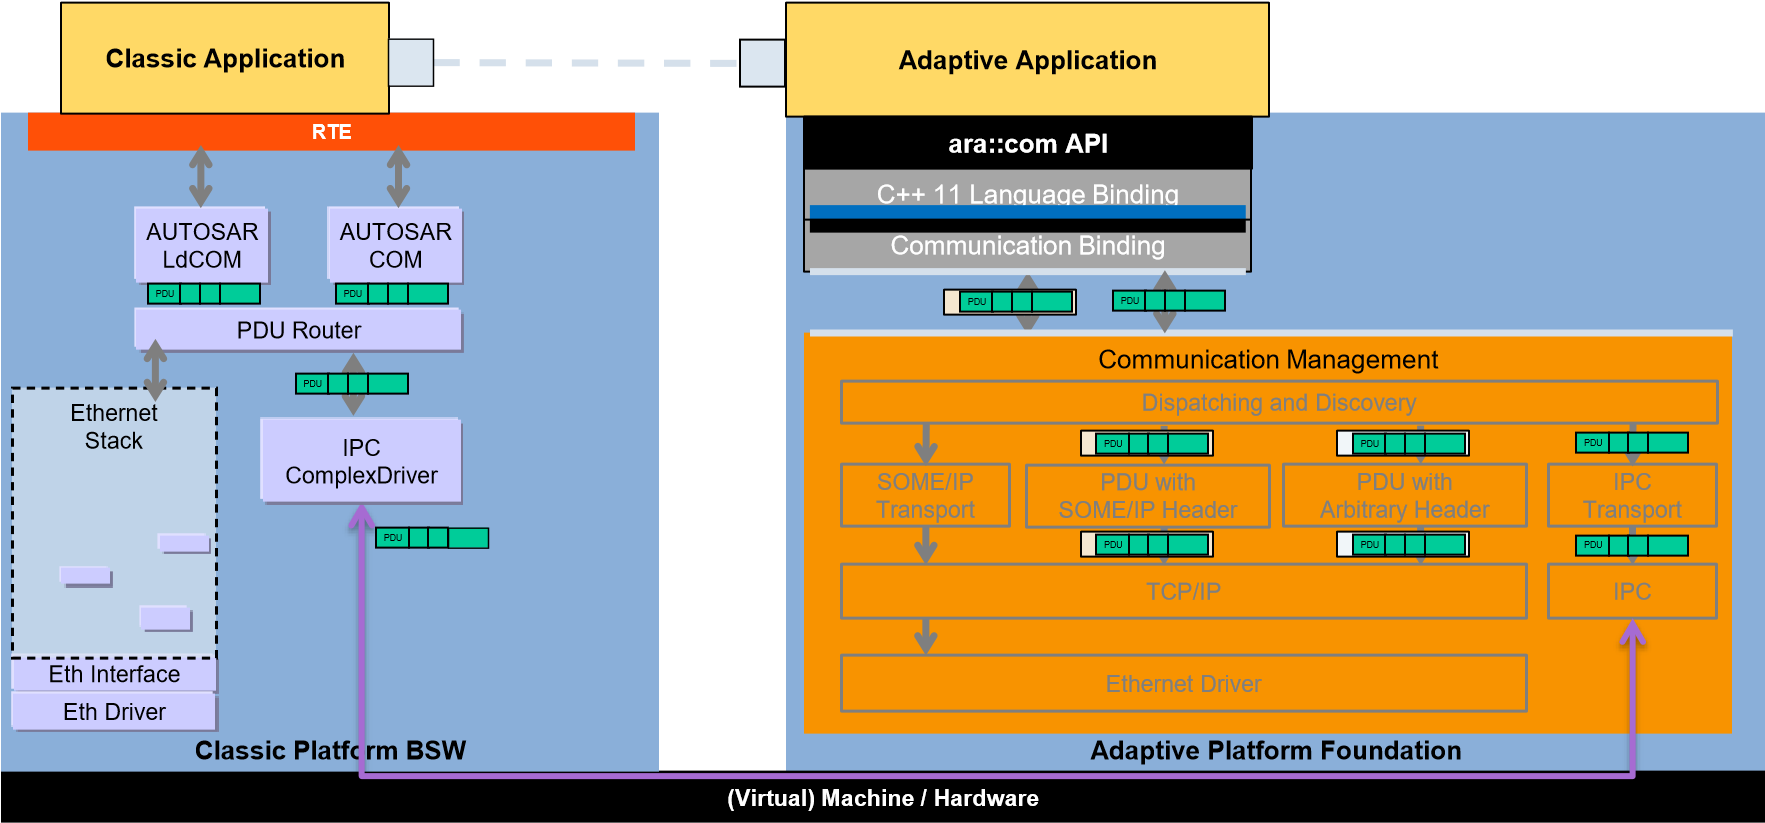 Classic Application
Adaptive Application
RTE
ara::com API
C++ 11 Language Binding
Communication Binding
AUTOSAR
LdCOM
AUTOSAR
COM
PDU
PDU
PDU Router
PDU
PDU
PDU
Ethernet
Stack
IPC
ComplexDriver
PDU
Eth Interface
Eth Driver
Classic Platform BSW
Communication Management
Dispatching and Discovery
PDU
PDU
PDU
SOME/IP
Transport
PDU with
SOME/IP Header
PDU with
Arbitrary Header
IPC
Transport
PDU
PDU
PDU
TCP/IP
IPC
Ethernet Driver
Adaptive Platform Foundation
(Virtual) Machine / Hardware